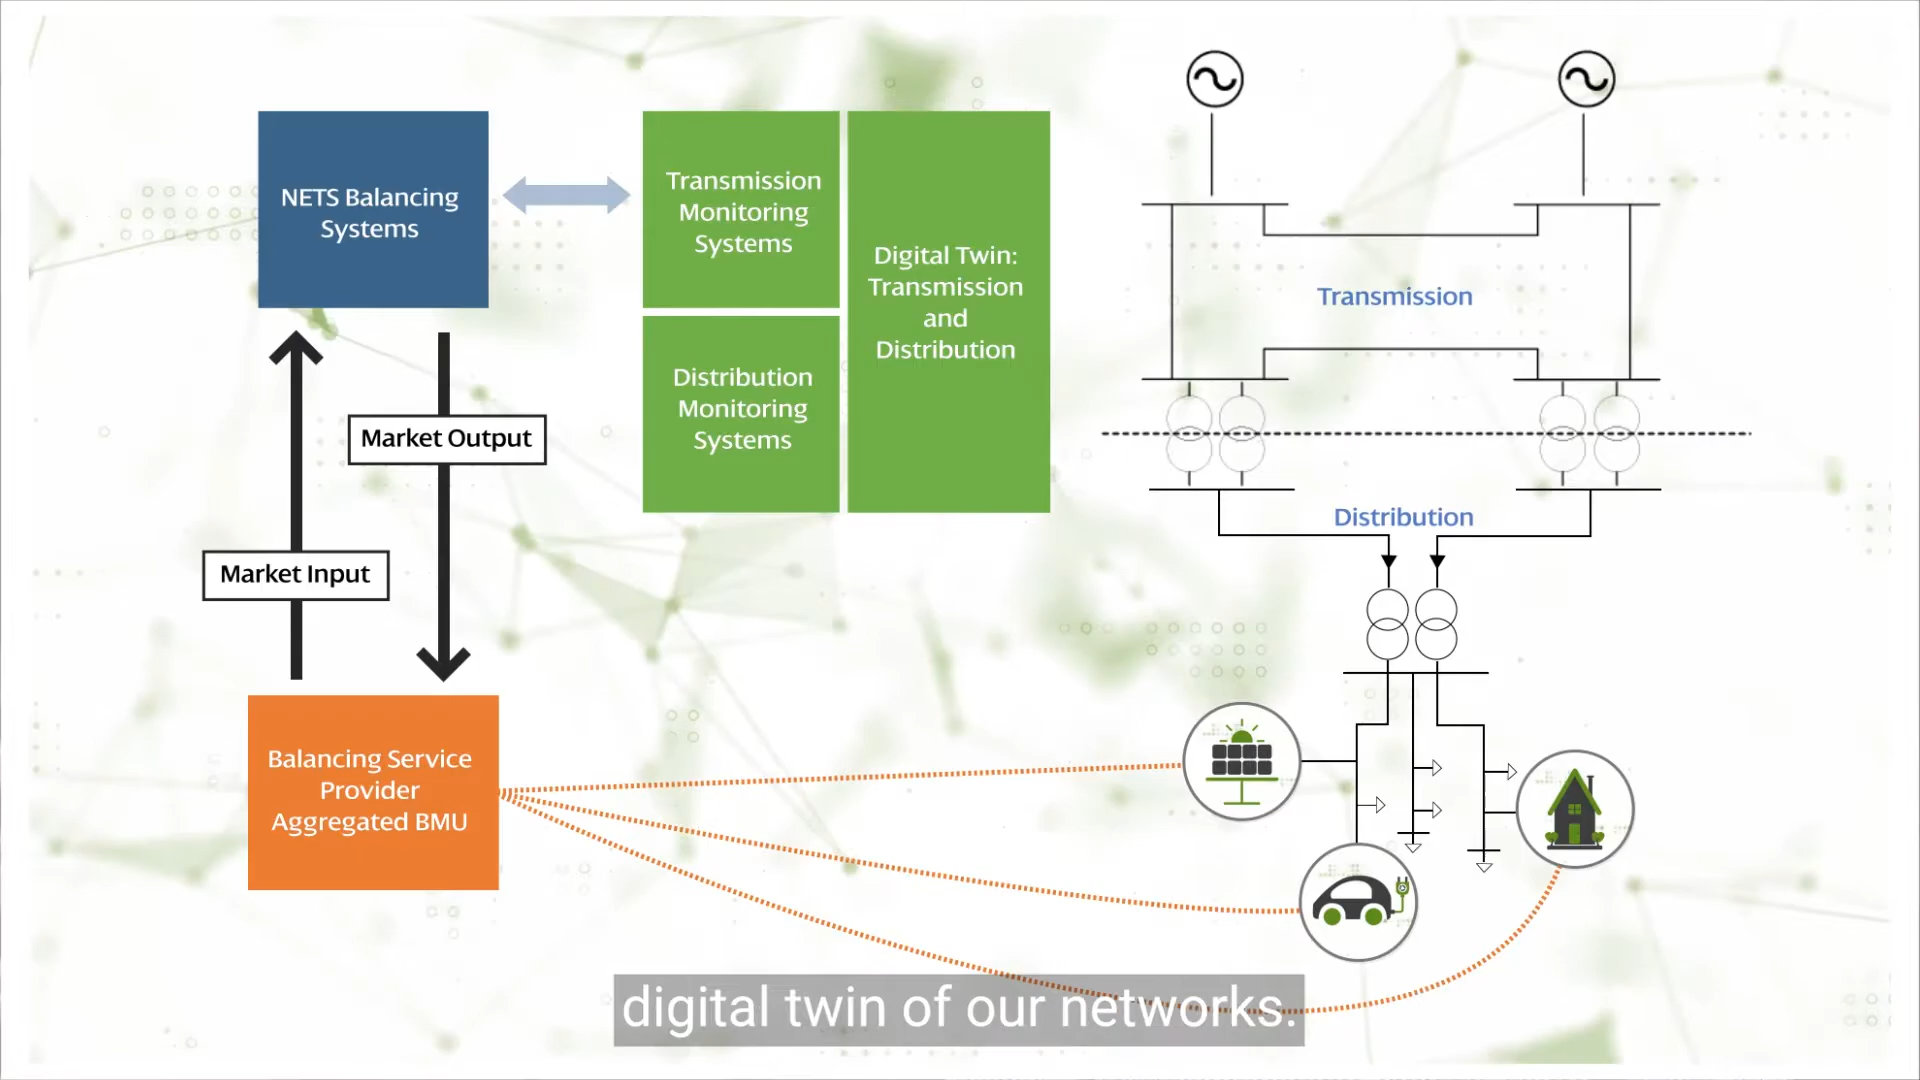 NETS Balancing
Systems
Transmission
Monitoring
Systems
Digital Twin:
Transmission
and
Distribution
Distribution
Monitoring
Systems
Transmission
Distribution
Market Output
Market Input
Balancing Service
Provider
Aggregated BMU
digital twin of our networks.